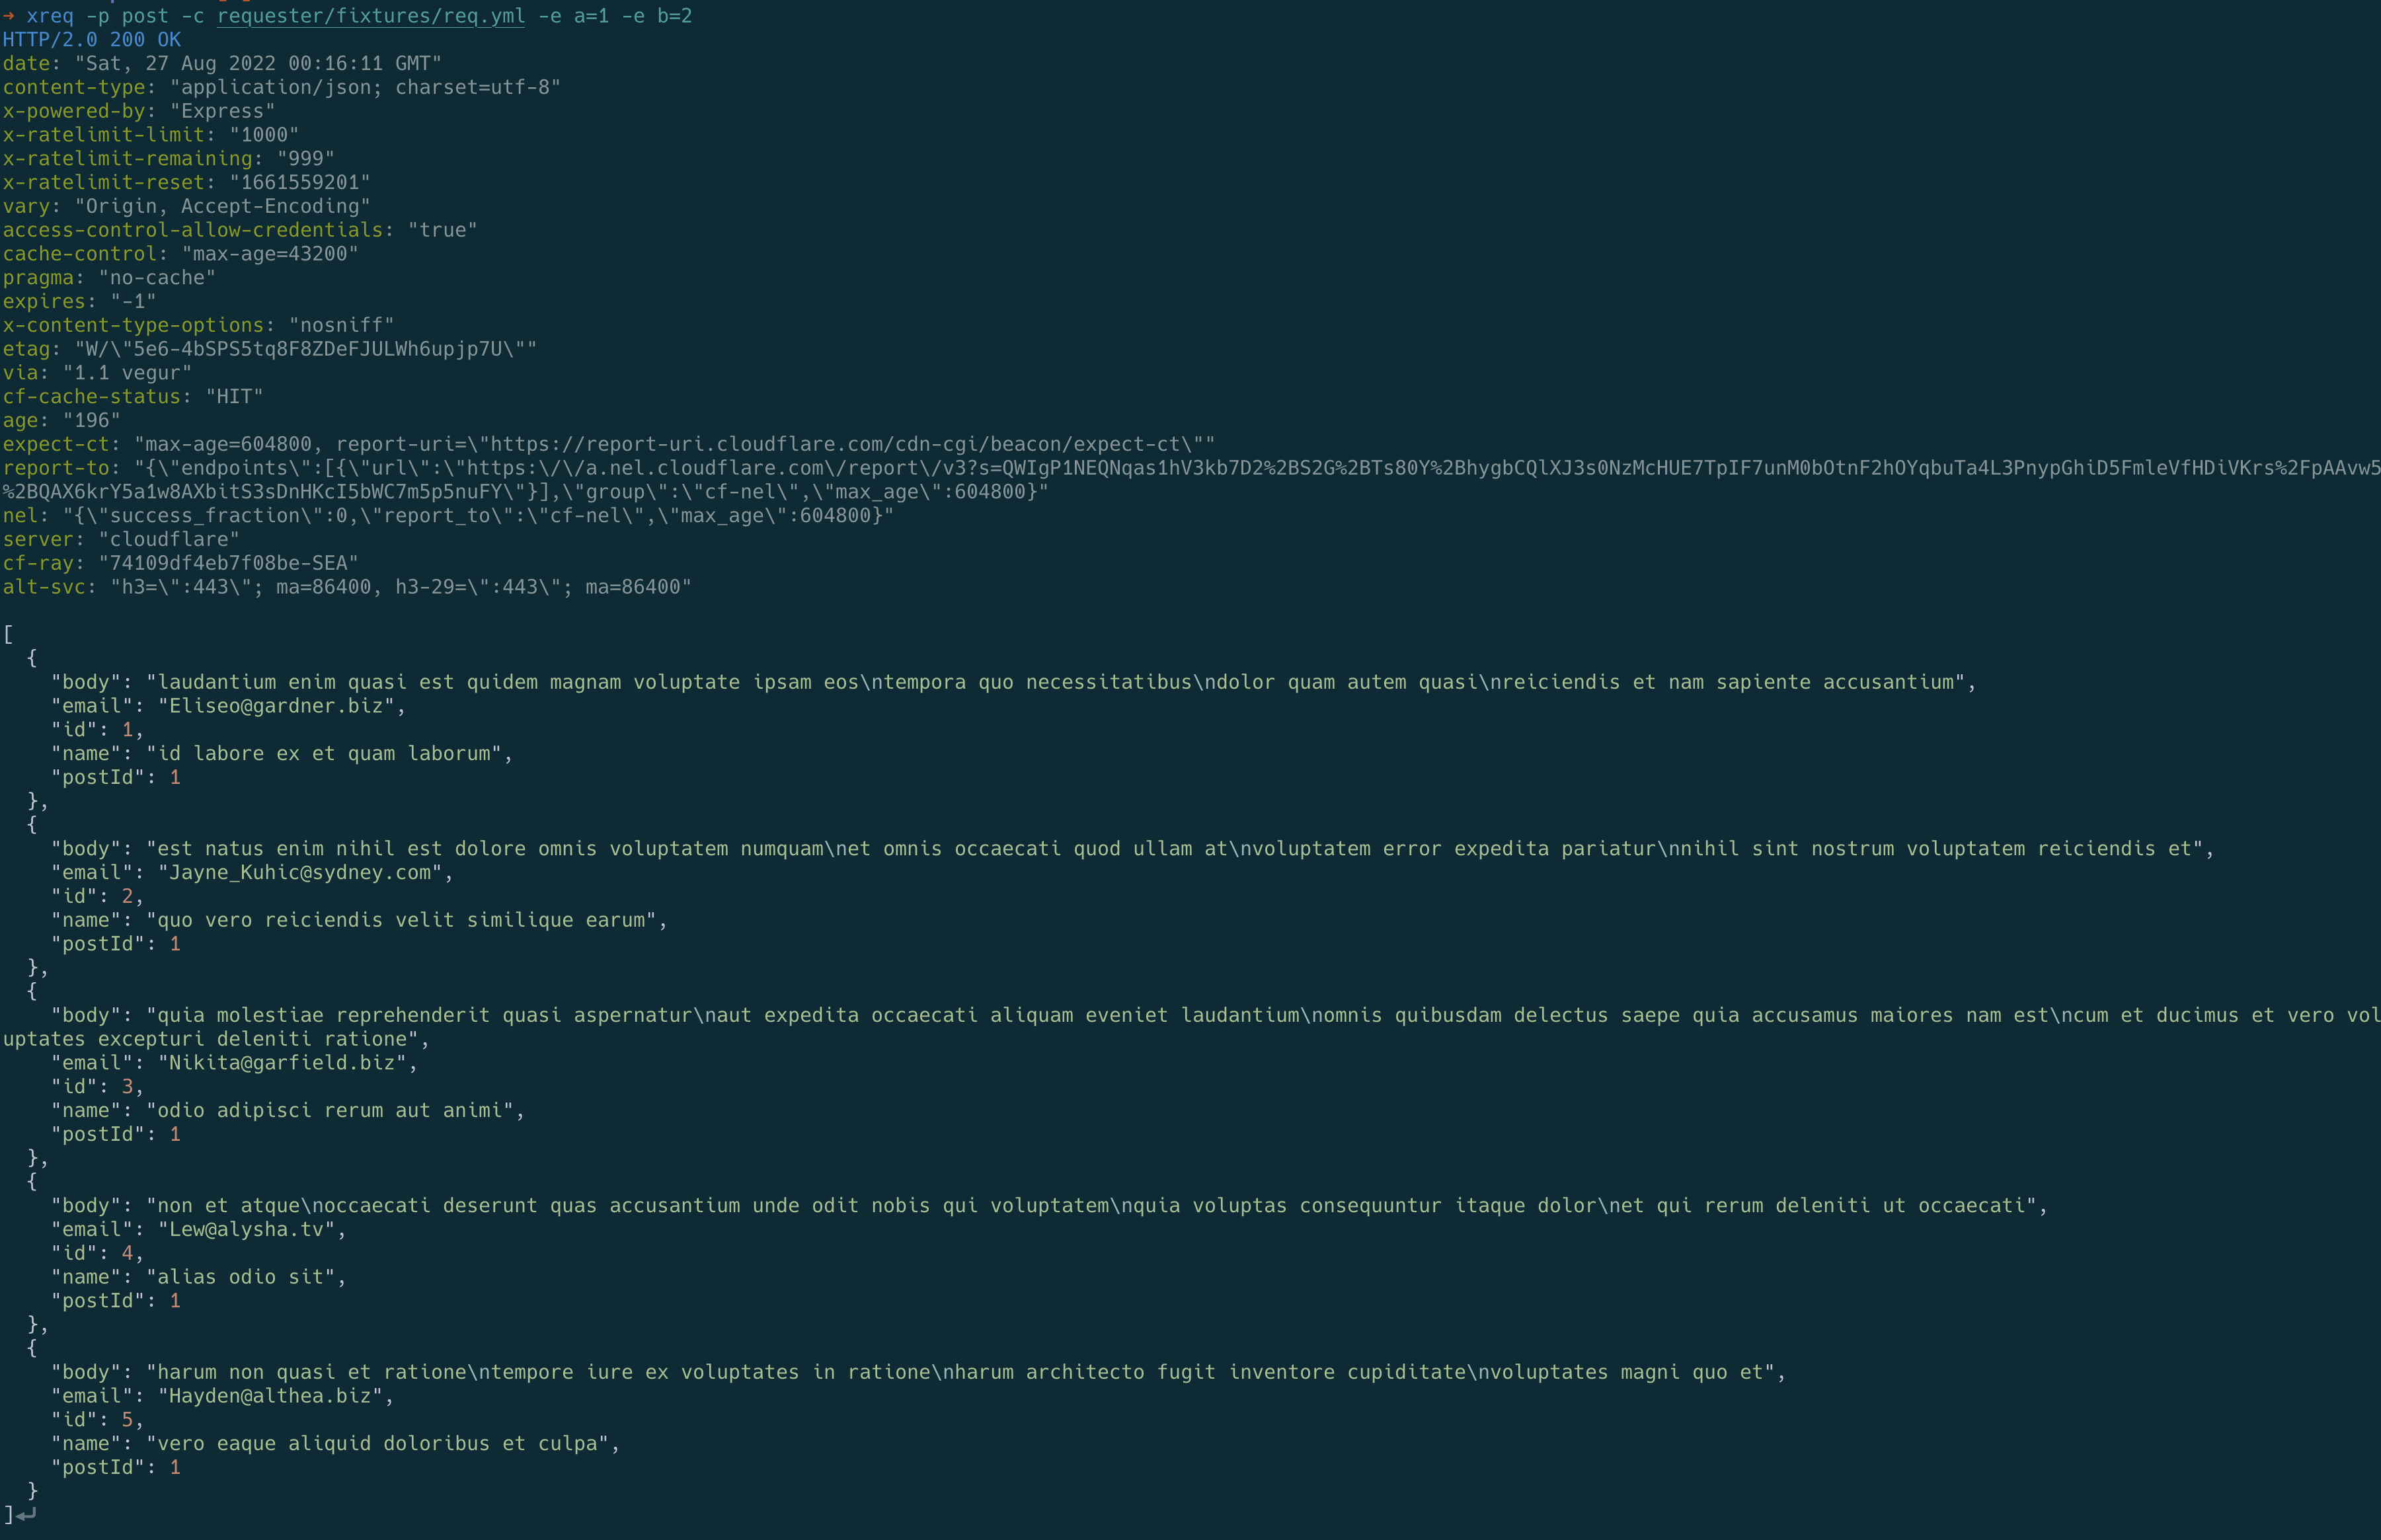 ➜ xreq -p post -c requester/fixtures/req.yml -e a=1 -e b=2
HTTP/2.0 200 OK
date: "Sat, 27 Aug 2022 00:16:11 GMT"
content-type: "application/json; charset=utf-8"
x-powered-by: "Express"
x-ratelimit-limit: "1000"
x-ratelimit-remaining: "999"
x-ratelimit-reset: "1661559201"
vary: "Origin, Accept-Encoding"
access-control-allow-credentials: "true"
cache-control: "max-age=43200"
pragma: "no-cache"
expires: "-1"
x-content-type-options: "nosniff"
etag: "W/\"5e6-4bSPS5tq8F8ZDeFJULWh6upjp7U\""
via: "1.1 vegur"
cf-cache-status: "HIT"
age: "196"
expect-ct: "max-age=604800, report-uri=\"https://report-uri.cloudflare.com/cdn-cgi/beacon/expect-ct\""
report-to: "{\"endpoints\":[{\"url\":\"https:\/\/a.nel.cloudflare.com\/report\/v3?s=QWIgP1NEQNqas1hV3kb7D2%2BS2G%2BTs80Y%2BhygbCQlXJ3s0NzMcHUE7TpIF7unM0bOtnF2hOYqbuTa4L3PnypGhiD5FmleVfHDiVKrs%2FpAAvw5
%2BQAX6krY5a1w8AXbitS3sDnHKcI5bWC7m5p5nuFY\"}],\"group\":\"cf-nel\",\"max_age\":604800}"
nel: "{\"success_fraction\":0,\"report_to\":\"cf-nel\",\"max_age\":604800}"
server: "cloudflare"
cf-ray: "74109df4eb7f08be-SEA"
alt-svc: "h3=\":443\"; ma=86400, h3-29=\":443\"; ma=86400"
[
  {
    "body": "laudantium enim quasi est quidem magnam voluptate ipsam eos\ntempora quo necessitatibus\ndolor quam autem quasi\nreiciendis et nam sapiente accusantium",
    "email": "Eliseo@gardner.biz",
    "id": 1,
    "name": "id labore ex et quam laborum",
    "postId": 1
  },
  {
    "body": "est natus enim nihil est dolore omnis voluptatem numquam\net omnis occaecati quod ullam at\nvoluptatem error expedita pariatur\nnihil sint nostrum voluptatem reiciendis et",
    "email": "Jayne_Kuhic@sydney.com",
    "id": 2,
    "name": "quo vero reiciendis velit similique earum",
    "postId": 1
  },
  {
    "body": "quia molestiae reprehenderit quasi aspernatur\naut expedita occaecati aliquam eveniet laudantium\nomnis quibusdam delectus saepe quia accusamus maiores nam est\ncum et ducimus et vero vol
uptates excepturi deleniti ratione",
    "email": "Nikita@garfield.biz",
    "id": 3,
    "name": "odio adipisci rerum aut animi",
    "postId": 1
  },
  {
    "body": "non et atque\noccaecati deserunt quas accusantium unde odit nobis qui voluptatem\nquia voluptas consequuntur itaque dolor\net qui rerum deleniti ut occaecati",
    "email": "Lew@alysha.tv",
    "id": 4,
    "name": "alias odio sit",
    "postId": 1
  },
  {
    "body": "harum non quasi et ratione\ntempore iure ex voluptates in ratione\nharum architecto fugit inventore cupiditate\nvoluptates magni quo et",
    "email": "Hayden@althea.biz",
    "id": 5,
    "name": "vero eaque aliquid doloribus et culpa",
    "postId": 1
  }
]⏎